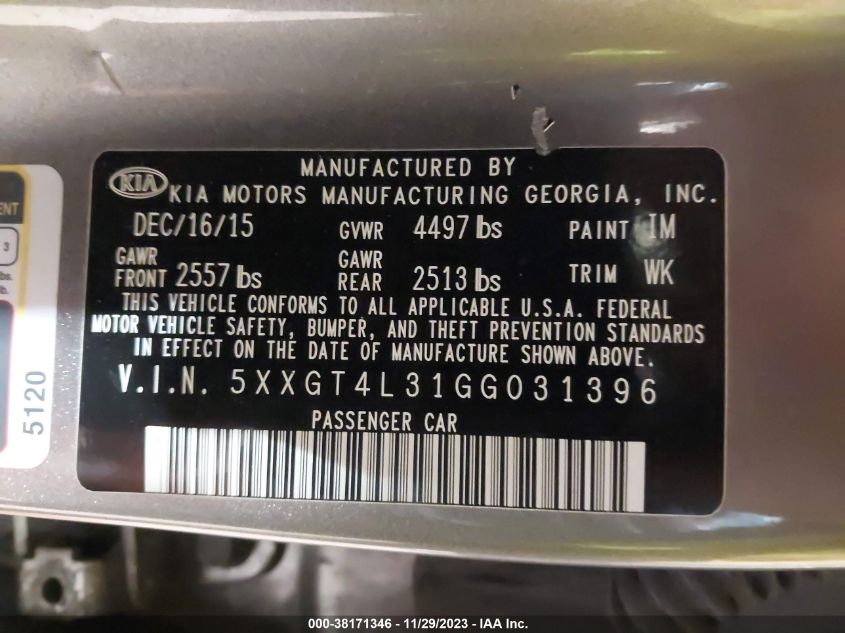 MANUFACTURED BY
KIA KIA MOTORS MANUFACTURING GEORGIA, INC.
DEC/16/15 GVWR 4497 lbs PAINT IM
GAWR FRONT 2557 lbs GAWR REAR 2513 lbs TRIM WK
THIS VEHICLE CONFORMS TO ALL APPLICABLE U.S.A. FEDERAL
MOTOR VEHICLE SAFETY, BUMPER, AND THEFT PREVENTION STANDARDS
IN EFFECT ON THE DATE OF MANUFACTURE SHOWN ABOVE.
V.I.N. 5XXGT4L31GG031396
PASSENGER CAR
3
5120
000-38171346 - 11/29/2023 - IAA Inc.